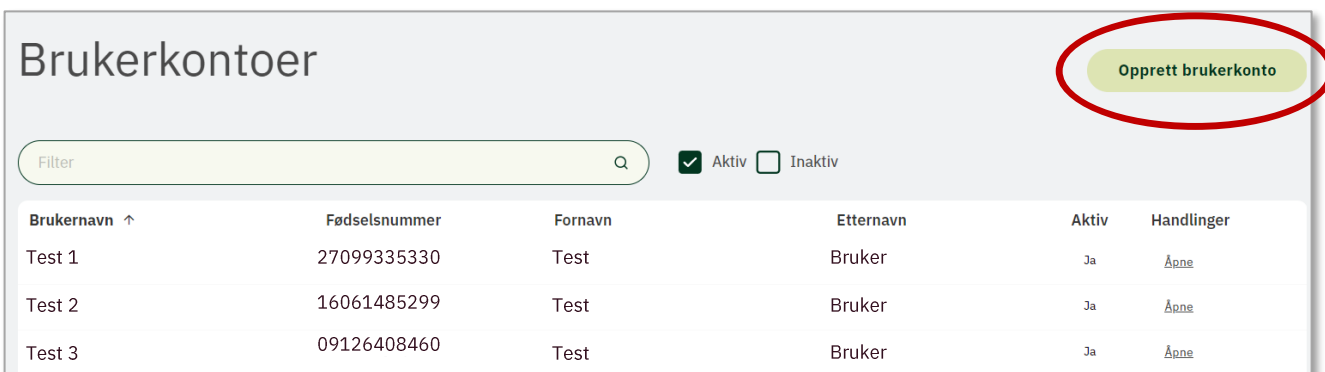 Brukerkontoer
Opprett brukerkonto
Filter
Aktiv Inaktiv
Brukernavn ↑ Fødselsnummer Fornavn Etternavn Aktiv Handlinger
Test 1 27099335330 Test Bruker Ja Åpne
Test 2 16061485299 Test Bruker Ja Åpne
Test 3 09126408460 Test Bruker Ja Åpne